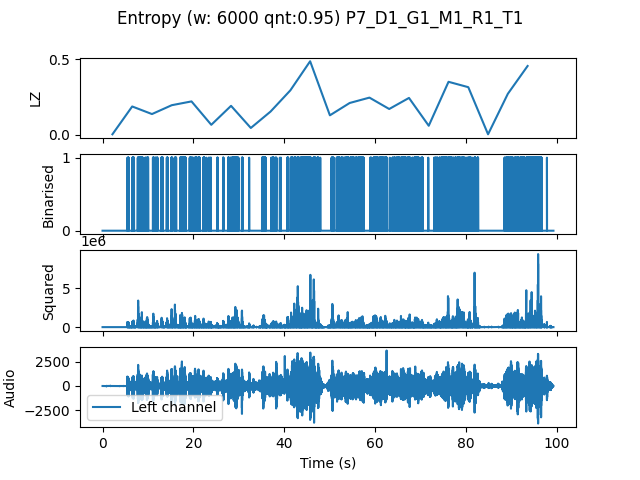 Entropy (w: 6000 qnt:0.95) P7_D1_G1_M1_R1_T1
0.5
LZ
0.0
1
Binarised
0
1e6
5
Squared
0
2500
Audio
0
−2500
Left channel
0 20 40 60 80 100
Time (s)